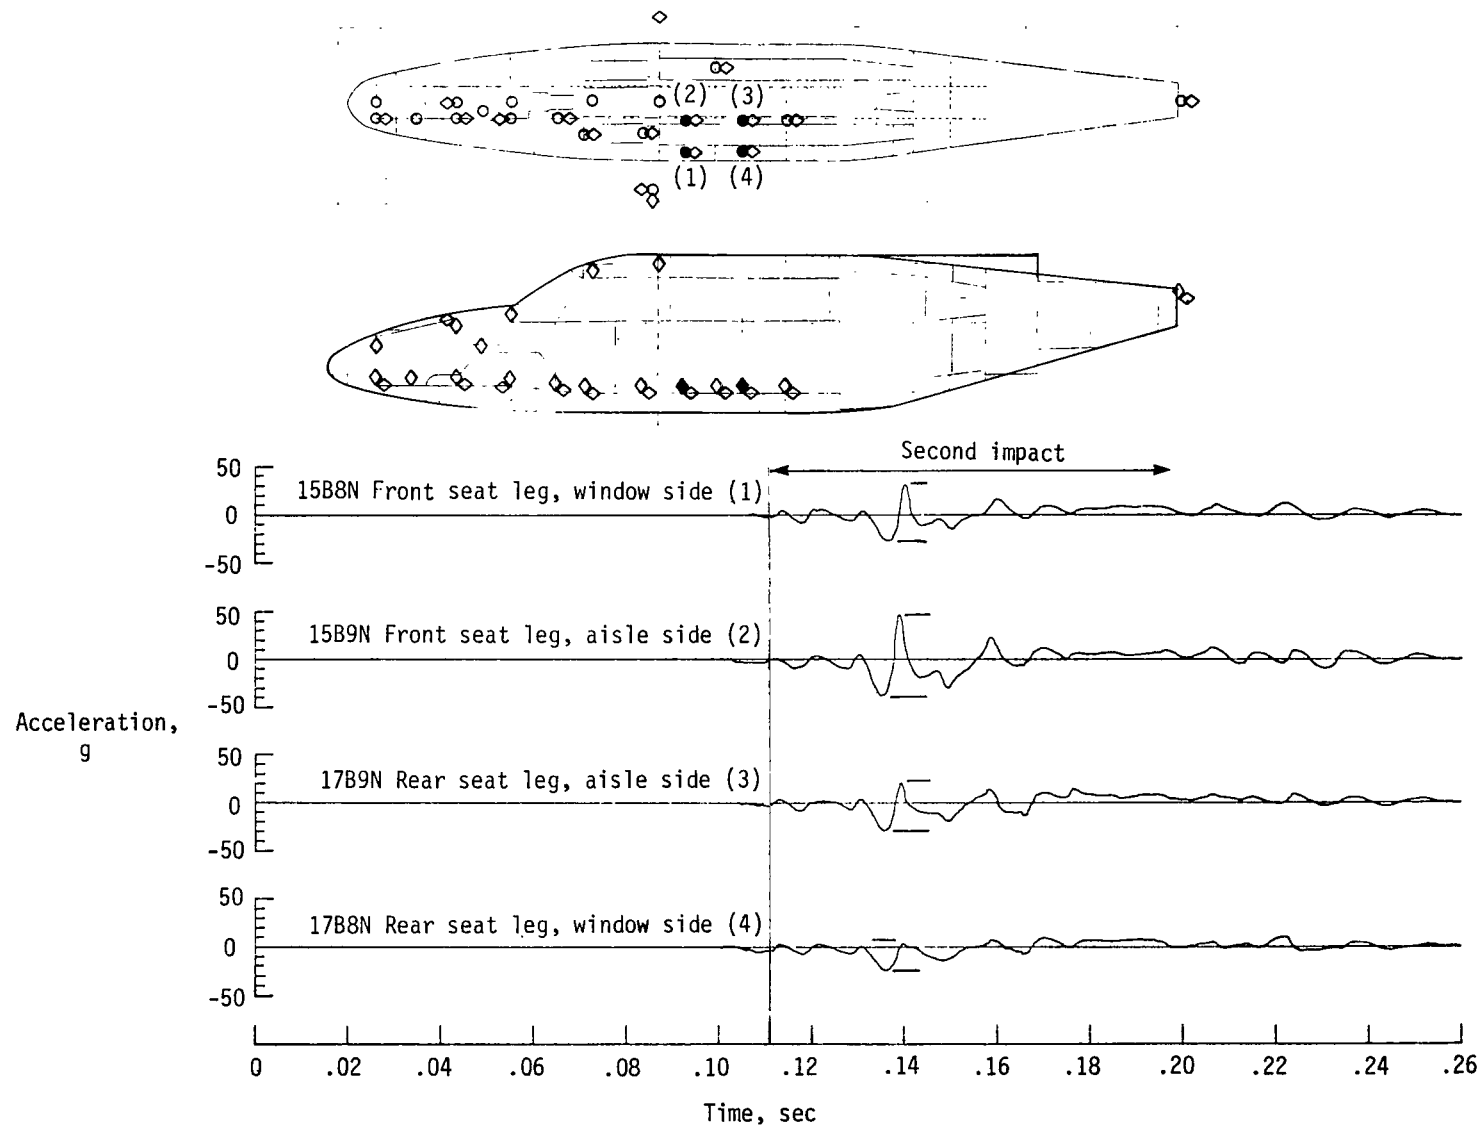 (2) (3)
(1) (4)
Second impact
50
15B8N Front seat leg, window side (1)
0
-50
50
15B9N Front seat leg, aisle side (2)
0
-50
Acceleration,
g
50
17B9N Rear seat leg, aisle side (3)
0
-50
50
17B8N Rear seat leg, window side (4)
0
-50
0 .02 .04 .06 .08 .10 .12 .14 .16 .18 .20 .22 .24 .26
Time, sec